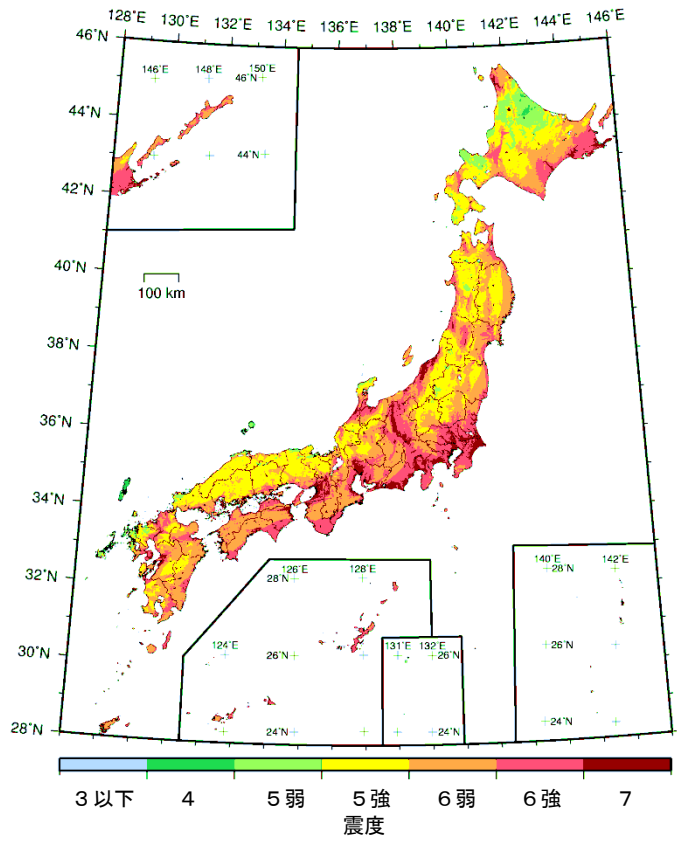 128°E 130°E 132°E 134°E 136°E 138°E 140°E 142°E 144°E 146°E
46°N
146°E 148°E 150°E
46°N
44°N
44°N
42°N
42°N
40°N
100 km
38°N
36°N
34°N
32°N
126°E 128°E
28°N
140°E 142°E
28°N
30°N
124°E
26°N
131°E 132°E
26°N
26°N
28°N
24°N
24°N
24°N
3以下 4 5弱 5強 6弱 6強 7
震度